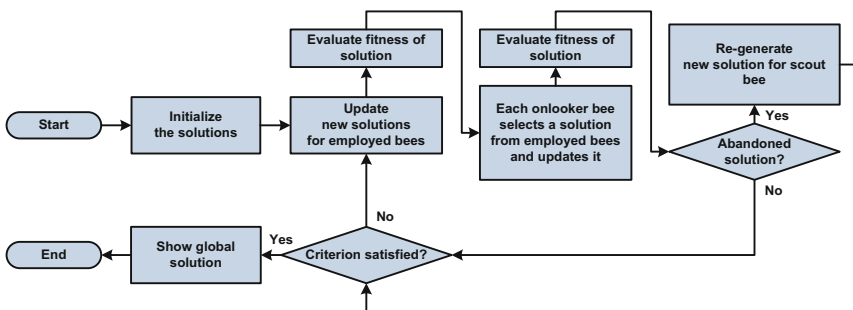 Evaluate fitness of
solution
Evaluate fitness of
solution
Re-generate
new solution for scout
bee
Start
Initialize
the solutions
Update
new solutions
for employed bees
Each onlooker bee
selects a solution
from employed bees
and updates it
Yes
Abandoned
solution?
No
No
End
Show global
solution
Yes
Criterion satisfied?